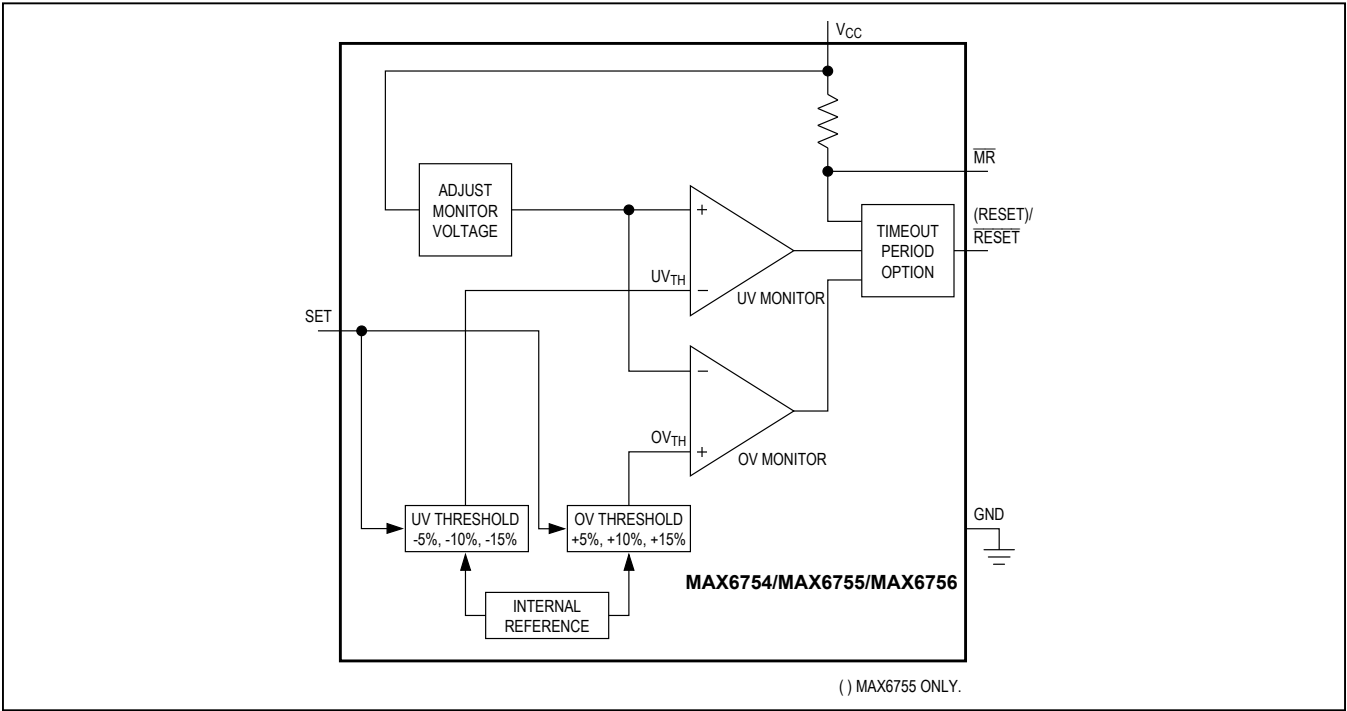 VCC
MR
ADJUST
MONITOR
VOLTAGE
+
(RESET)/
RESET
TIMEOUT
PERIOD
OPTION
UVTH
−
UV MONITOR
SET
−
OVTH
+
OV MONITOR
UV THRESHOLD
-5%, -10%, -15%
OV THRESHOLD
+5%, +10%, +15%
GND
MAX6754/MAX6755/MAX6756
INTERNAL
REFERENCE
( ) MAX6755 ONLY.